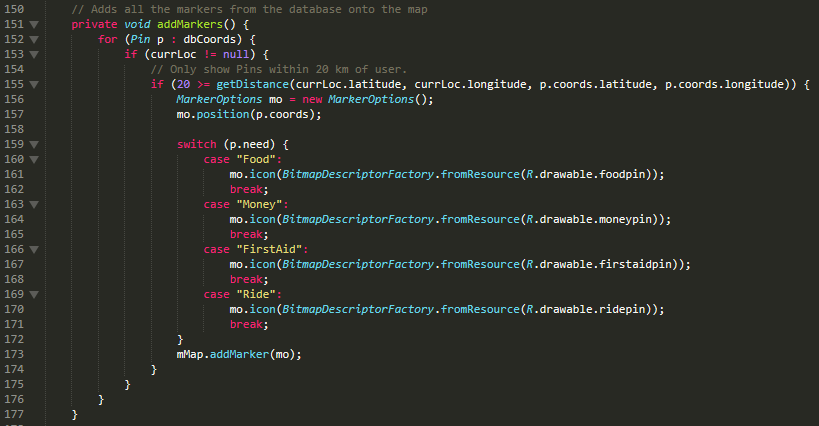 150 // Adds all the markers from the database onto the map
151 private void addMarkers() {
152 for (Pin p : dbCoords) {
153 if (currLoc != null) {
154 // Only show Pins within 20 km of user.
155 if (20 >= getDistance(currLoc.latitude, currLoc.longitude, p.coords.latitude, p.coords.longitude)) {
156 MarkerOptions mo = new MarkerOptions();
157 mo.position(p.coords);
158
159 switch (p.need) {
160 case "Food":
161 mo.icon(BitmapDescriptorFactory.fromResource(R.drawable.foodpin));
162 break;
163 case "Money":
164 mo.icon(BitmapDescriptorFactory.fromResource(R.drawable.moneypin));
165 break;
166 case "FirstAid":
167 mo.icon(BitmapDescriptorFactory.fromResource(R.drawable.firstaidpin));
168 break;
169 case "Ride":
170 mo.icon(BitmapDescriptorFactory.fromResource(R.drawable.ridepin));
171 break;
172 }
173 mMap.addMarker(mo);
174 }
175 }
176 }
177 }